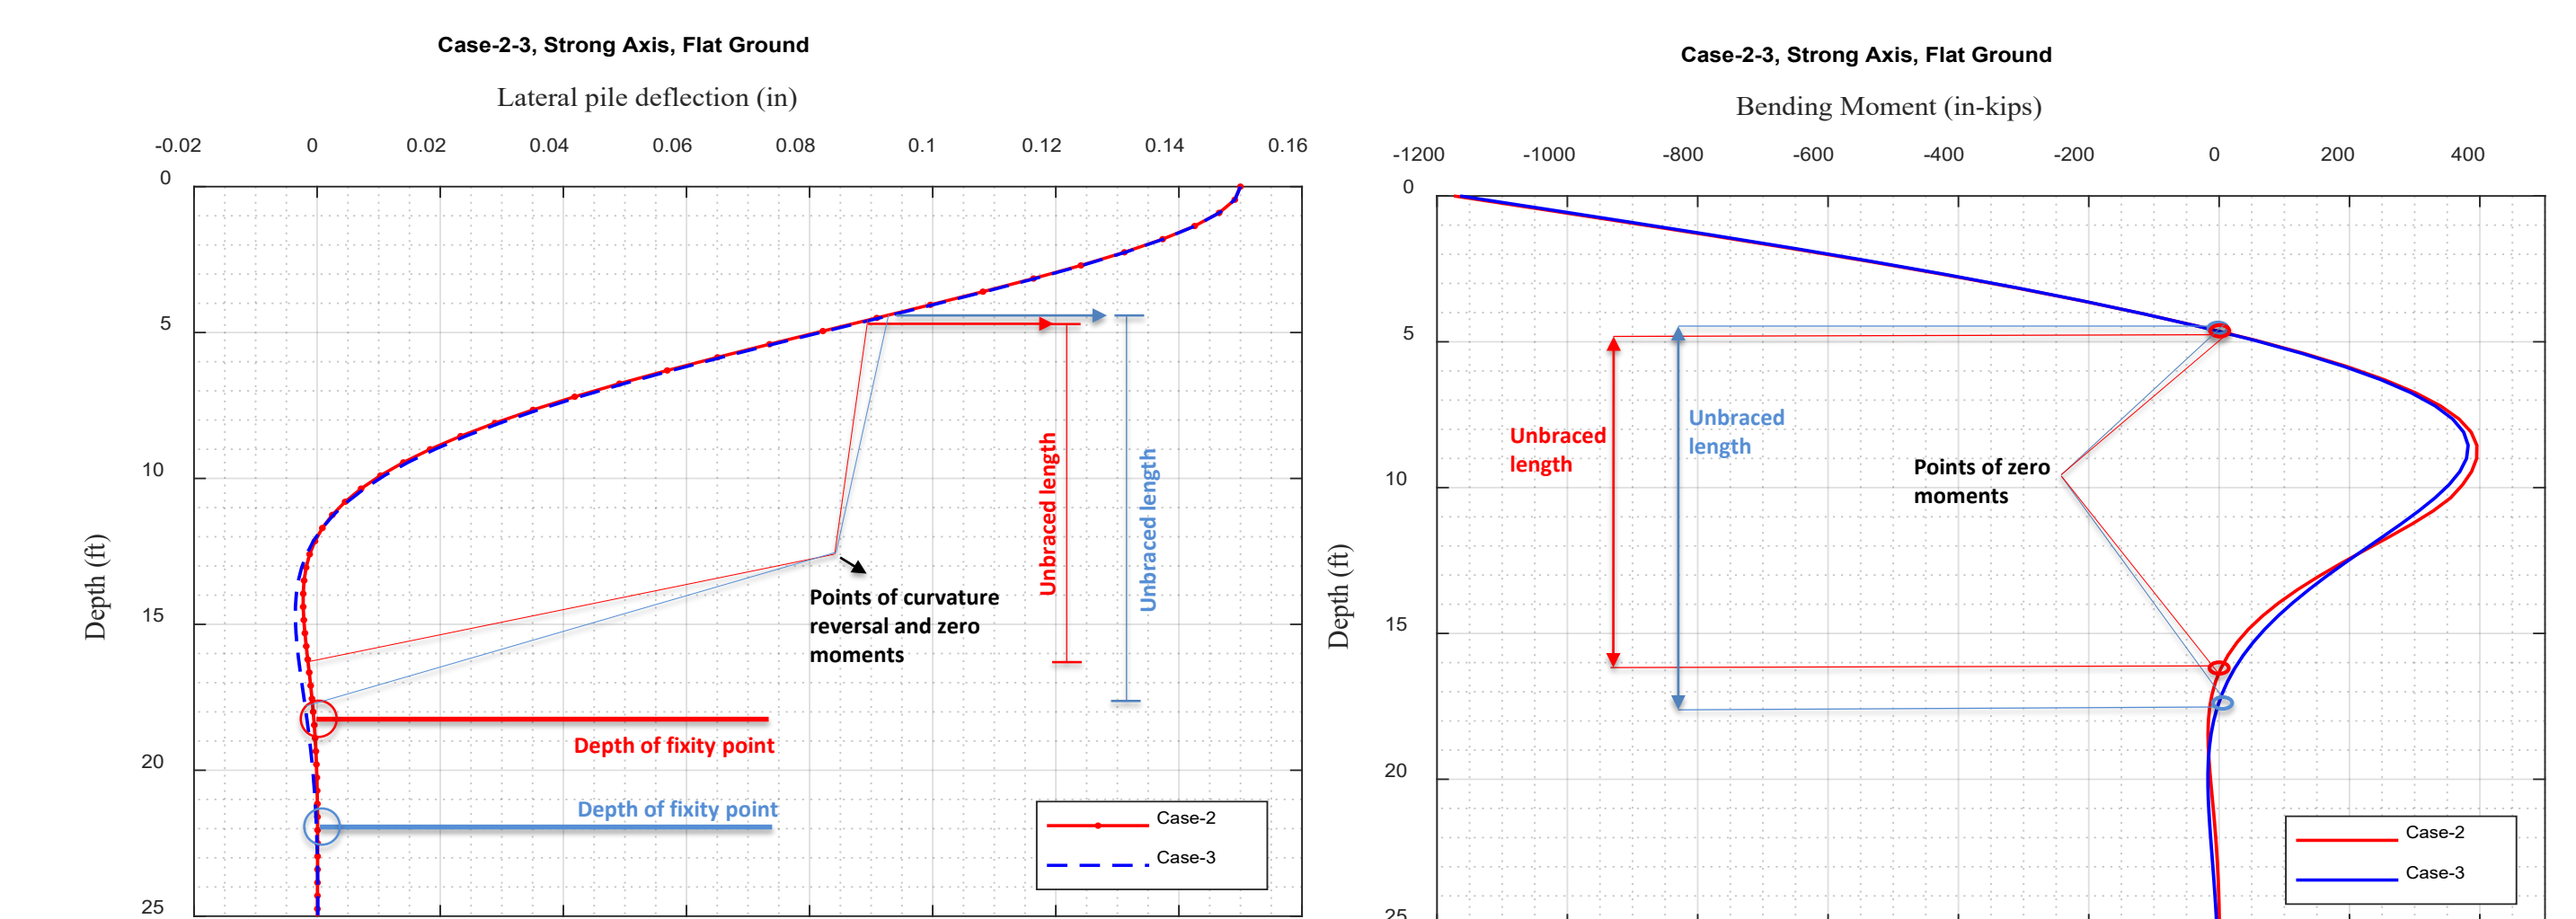 Case-2-3, Strong Axis, Flat Ground
Lateral pile deflection (in)
-0.02 0 0.02 0.04 0.06 0.08 0.1 0.12 0.14 0.16
0
5
10
15
20
25
Depth (ft)
Unbraced length
Unbraced length
Points of curvature
reversal and zero
moments
Depth of fixity point
Depth of fixity point
Case-2
Case-3
Case-2-3, Strong Axis, Flat Ground
Bending Moment (in-kips)
-1200 -1000 -800 -600 -400 -200 0 200 400
0
5
10
15
20
25
Depth (ft)
Unbraced
length
Unbraced
length
Points of zero
moments
Case-2
Case-3